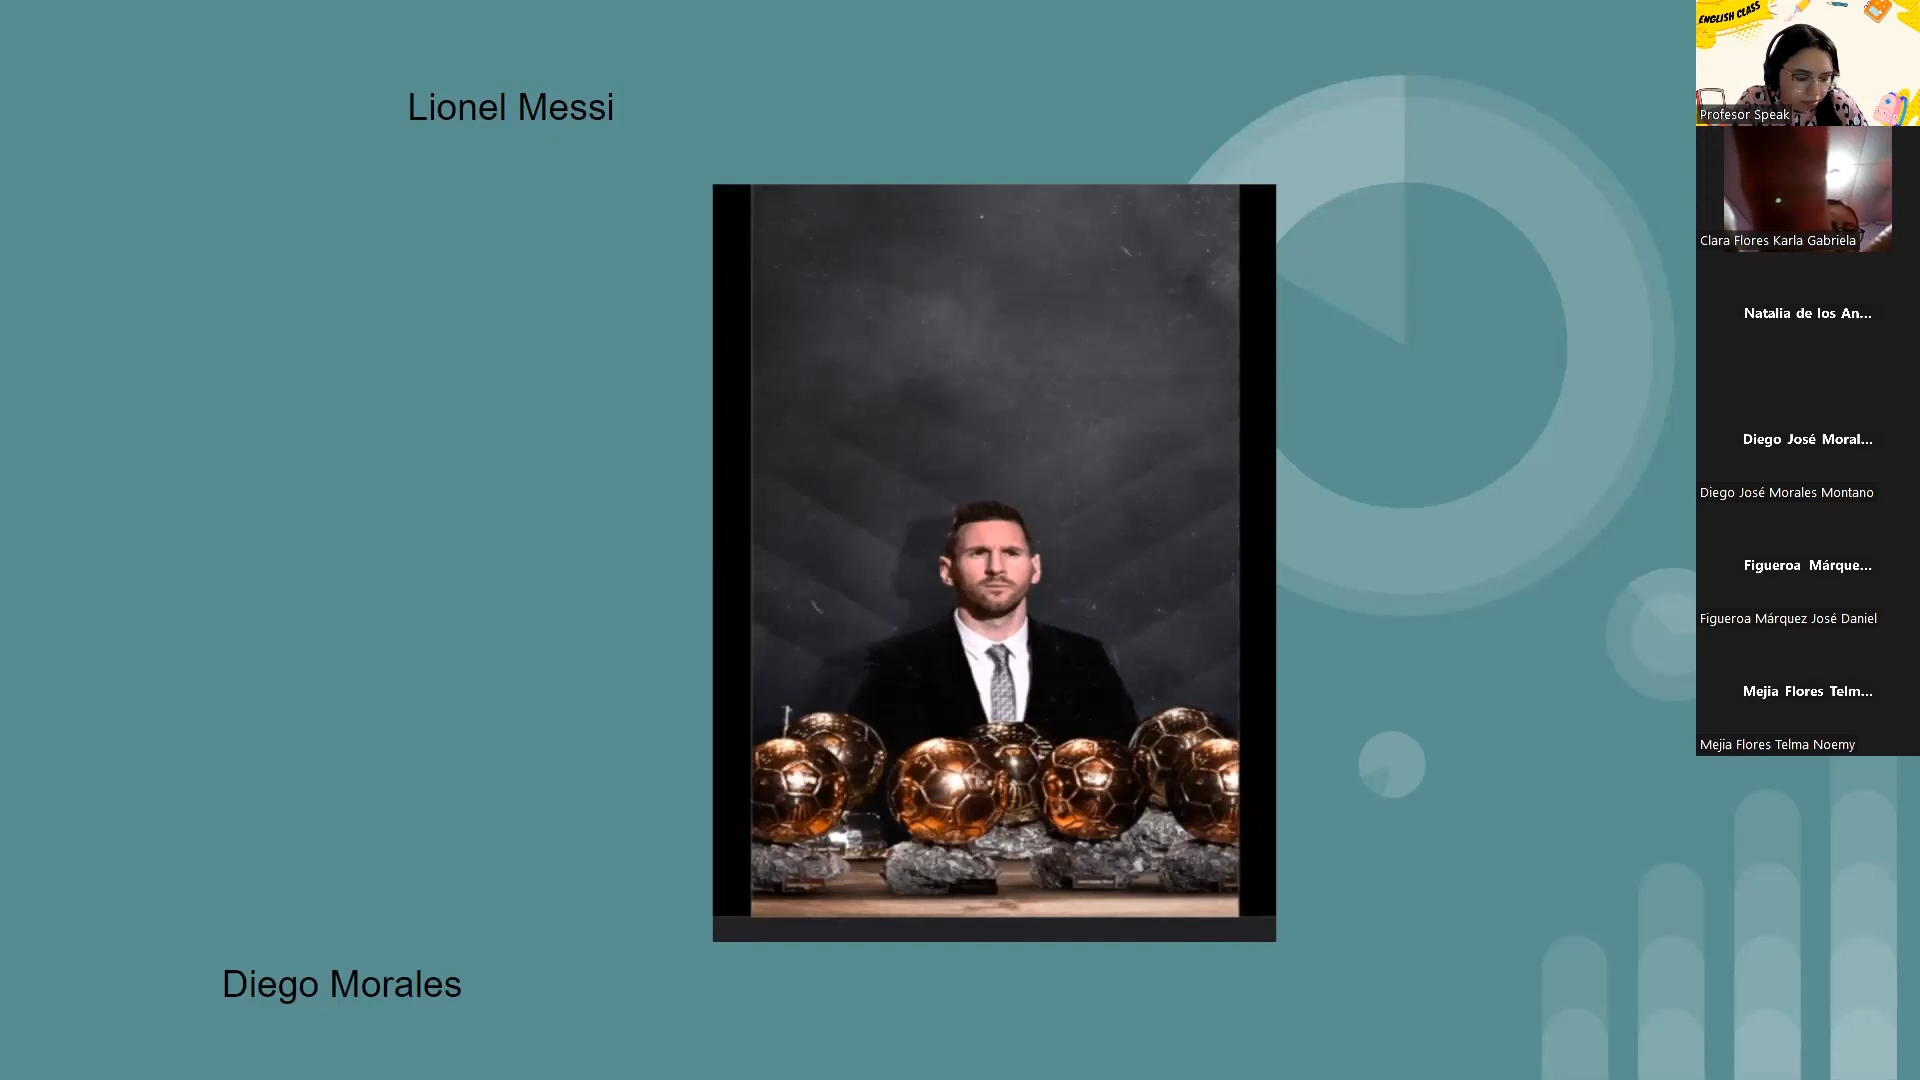 Lionel Messi
Diego Morales
ENGLISH CLASS
Profesor Speak
Clara Flores Karla Gabriela
Natalia de los An...
Diego José Moral...
Diego José Morales Montano
Figueroa Márque...
Figueroa Márquez José Daniel
Mejia Flores Telm...
Mejia Flores Telma Noemy